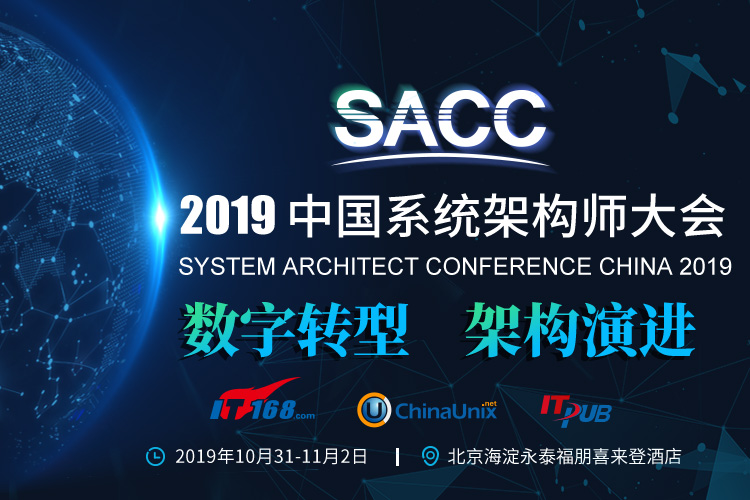 SACC
2019 中国系统架构师大会
SYSTEM ARCHITECT CONFERENCE CHINA 2019
数字转型 架构演进
IT168.com ChinaUnix.net ITPUB
2019年10月31-11月2日 | 北京海淀永泰福朋喜来登酒店